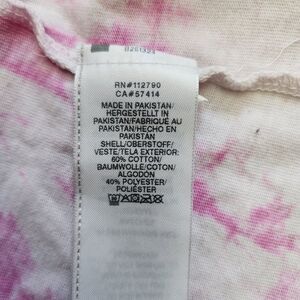 RN#112790
CA#57414
MADE IN PAKISTAN/
HERGESTELLT IN
PAKISTAN/FABRIQUE AU
PAKISTAN/HECHO EN
PAKISTAN
SHELL/OBERSTOFF/
VESTE/TELA EXTERIOR:
60% COTTON/
BAUMWOLLE/COTON/
ALGODON
40% POLYESTER/
POLIESTER